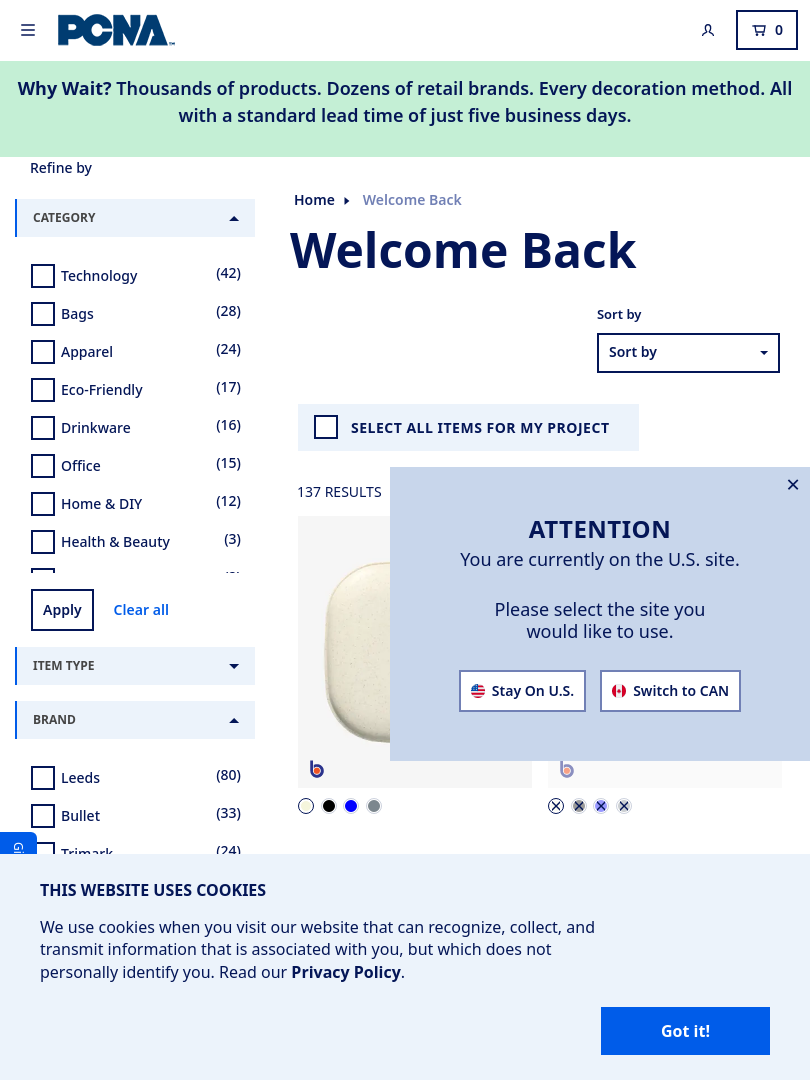 PCNA
0
Why Wait? Thousands of products. Dozens of retail brands. Every decoration method. All
with a standard lead time of just five business days.
Refine by
Home
Welcome Back
CATEGORY
Welcome Back
Technology (42)
Bags (28)
Apparel (24)
Eco-Friendly (17)
Drinkware (16)
Office (15)
Home & DIY (12)
Health & Beauty (3)
Sort by
Sort by
SELECT ALL ITEMS FOR MY PROJECT
137 RESULTS
ATTENTION
You are currently on the U.S. site.
Please select the site you
would like to use.
Stay On U.S.
Switch to CAN
Apply
Clear all
ITEM TYPE
BRAND
Leeds (80)
Bullet (33)
Trimark (24)
b
b
THIS WEBSITE USES COOKIES
We use cookies when you visit our website that can recognize, collect, and
transmit information that is associated with you, but which does not
personally identify you. Read our Privacy Policy.
Got it!